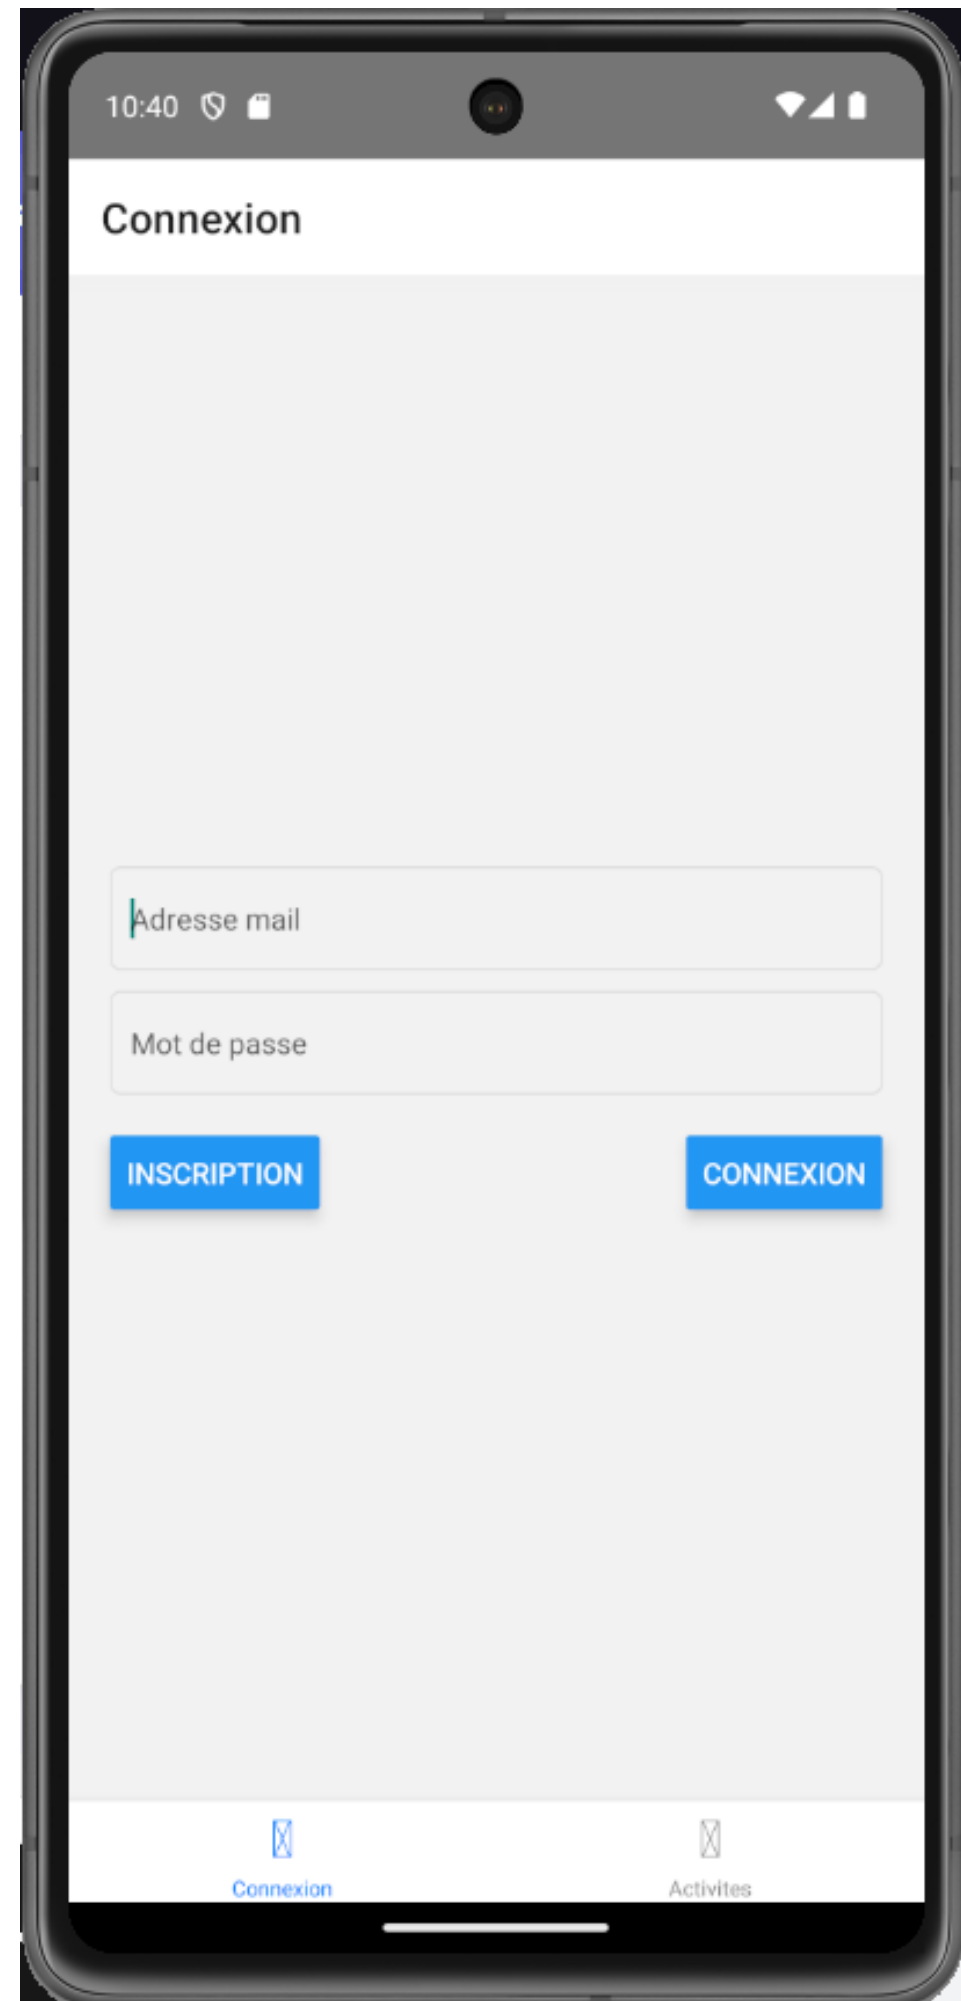 10:40
Connexion
Adresse mail
Mot de passe
INSCRIPTION CONNEXION
Connexion Activites